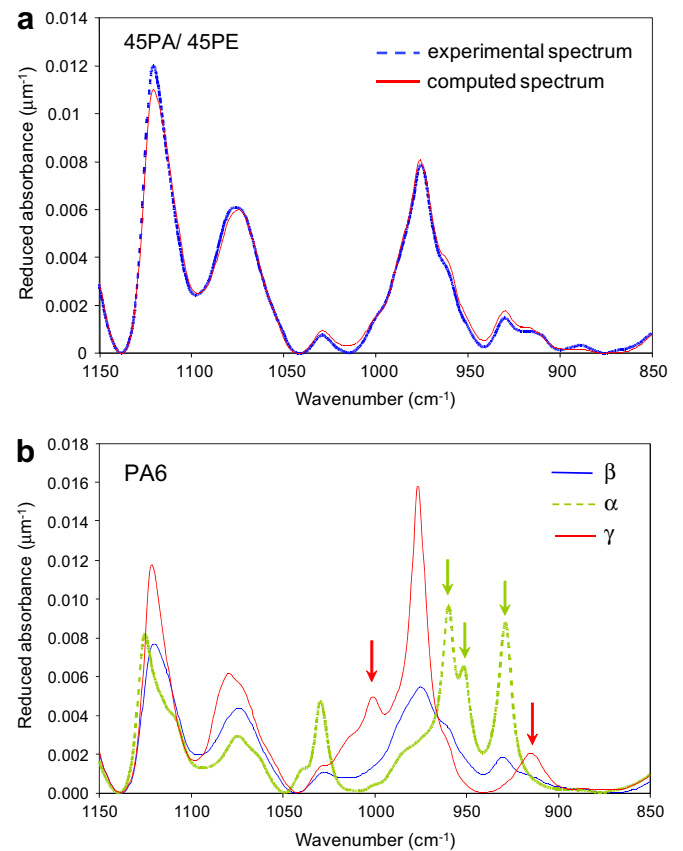 a
45PA/ 45PE
experimental spectrum
computed spectrum
Reduced absorbance (µm⁻¹)
0.014
0.012
0.01
0.008
0.006
0.004
0.002
0
1150 1100 1050 1000 950 900 850
Wavenumber (cm⁻¹)
b
PA6
β
α
γ
Reduced absorbance (µm⁻¹)
0.018
0.016
0.014
0.012
0.010
0.008
0.006
0.004
0.002
0.000
1150 1100 1050 1000 950 900 850
Wavenumber (cm⁻¹)